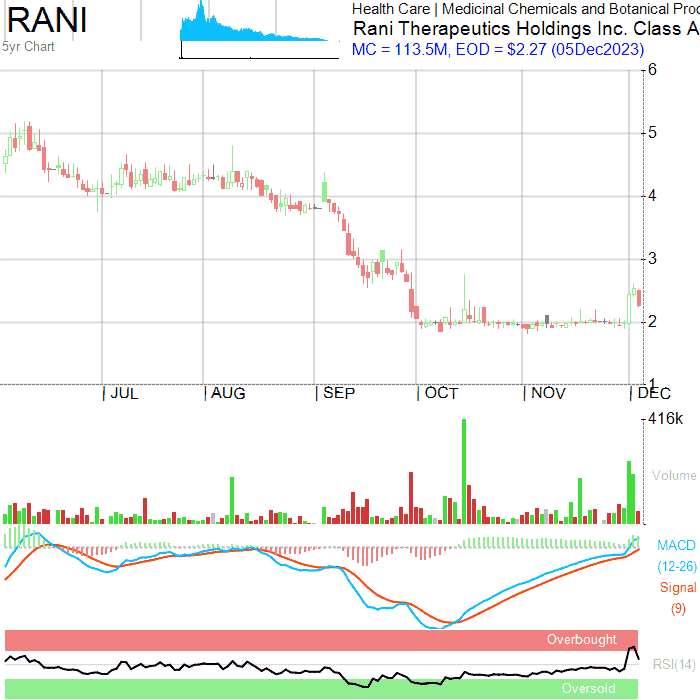 RANI
5yr Chart
Health Care | Medicinal Chemicals and Botanical Pro
Rani Therapeutics Holdings Inc. Class A
MC = 113.5M, EOD = $2.27 (05Dec2023)
6
5
4
3
2
1
JUL
AUG
SEP
OCT
NOV
DEC
416k
Volume
MACD
(12-26)
Signal
(9)
Overbought
RSI(14)
Oversold